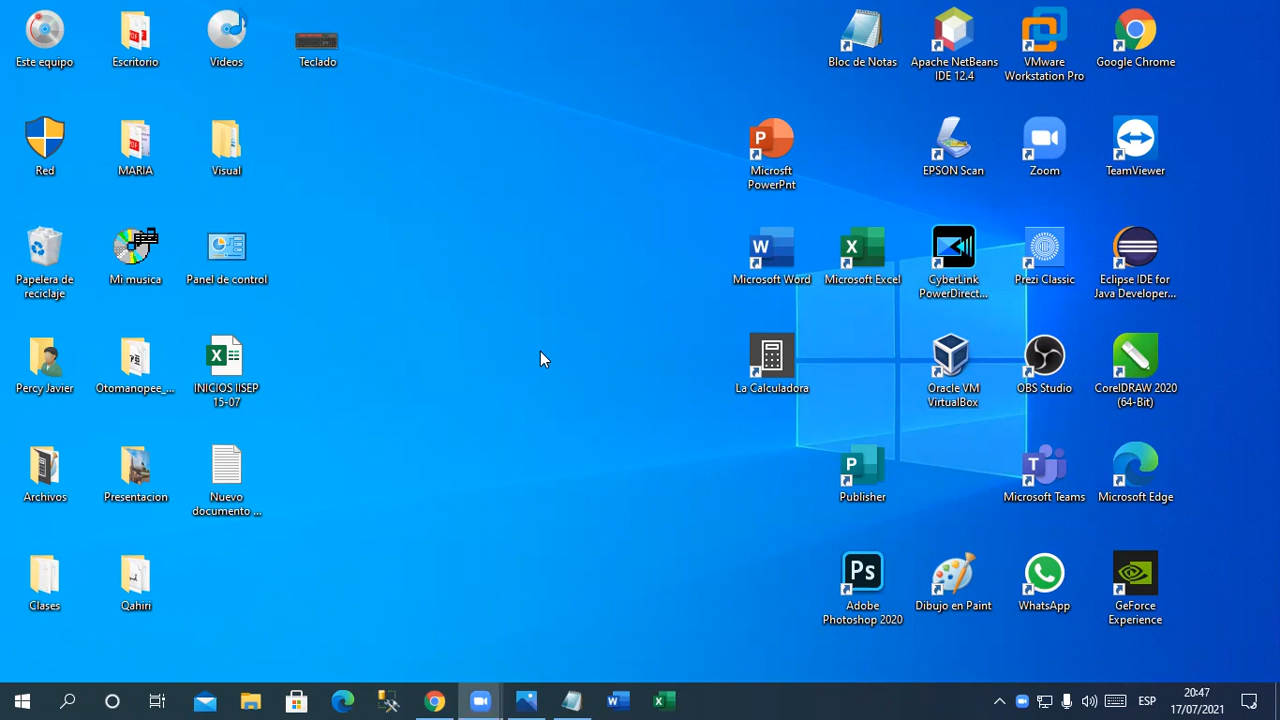 Este equipo
Escritorio
Videos
Teclado
Bloc de Notas
Apache NetBeans
IDE 12.4
VMware
Workstation Pro
Google Chrome
Red
MARIA
Visual
Microsft
PowerPnt
EPSON Scan
Zoom
TeamViewer
Papelera de
reciclaje
Mi musica
Panel de control
Microsoft Word
Microsoft Excel
CyberLink
PowerDirect...
Prezi Classic
Eclipse IDE for
Java Developer...
Percy Javier
Otomanopee_...
INICIOS IISEP
15-07
La Calculadora
Oracle VM
VirtualBox
OBS Studio
CorelDRAW 2020
(64-Bit)
Archivos
Presentacion
Nuevo
documento ...
Publisher
Microsoft Teams
Microsoft Edge
Clases
Qahiri
Adobe
Photoshop 2020
Dibujo en Paint
WhatsApp
GeForce
Experience
ESP
20:47
17/07/2021